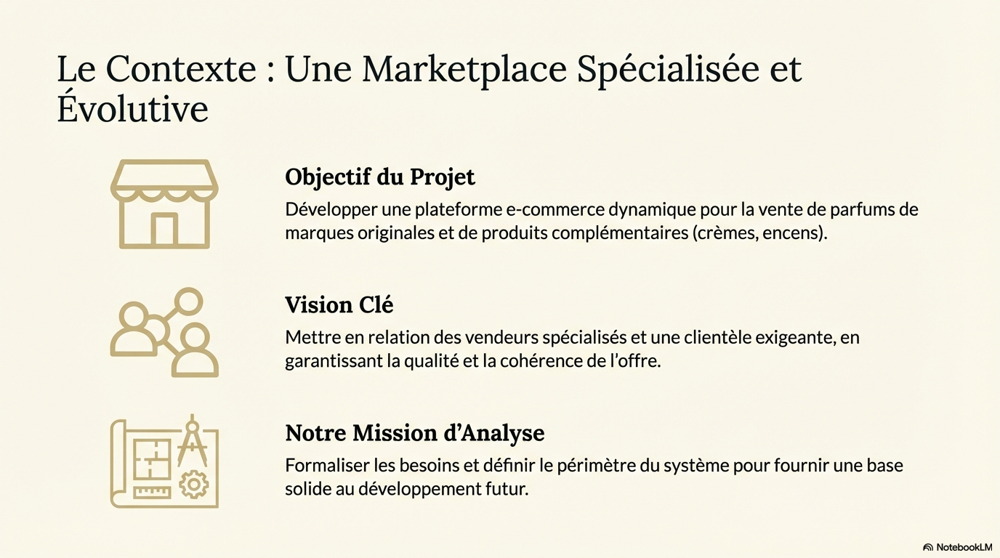 Le Contexte : Une Marketplace Spécialisée et
Évolutive
Objectif du Projet
Développer une plateforme e-commerce dynamique pour la vente de parfums de
marques originales et de produits complémentaires (crèmes, encens).
Vision Clé
Mettre en relation des vendeurs spécialisés et une clientèle exigeante, en
garantissant la qualité et la cohérence de l’offre.
Notre Mission d’Analyse
Formaliser les besoins et définir le périmètre du système pour fournir une base
solide au développement futur.
NotebookLM